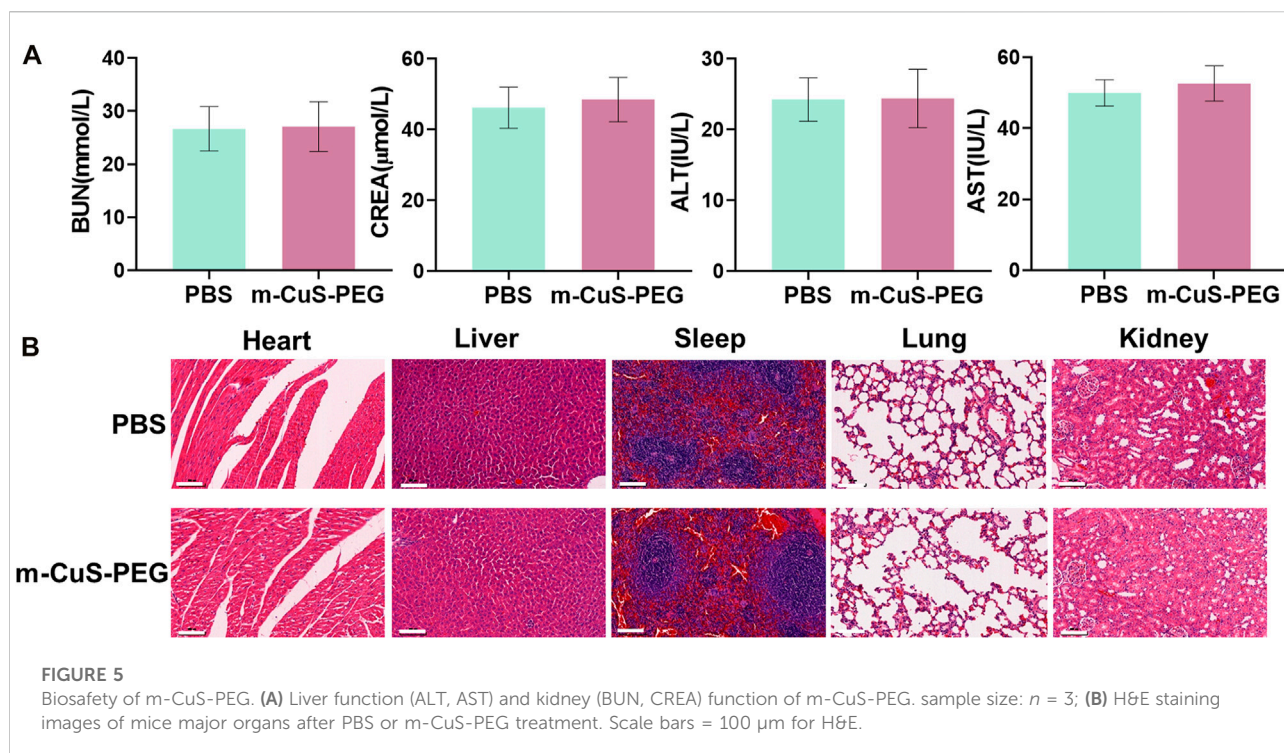 A
BUN(mmol/L)
40
30
20
10
0
PBS m-CuS-PEG
CREA(μmol/L)
60
40
20
0
PBS m-CuS-PEG
ALT(IU/L)
30
20
10
0
PBS m-CuS-PEG
AST(IU/L)
60
40
20
0
PBS m-CuS-PEG
B
Heart Liver Sleep Lung Kidney
PBS
m-CuS-PEG
FIGURE 5
Biosafety of m-CuS-PEG. (A) Liver function (ALT, AST) and kidney (BUN, CREA) function of m-CuS-PEG. sample size: n = 3; (B) H&E staining
images of mice major organs after PBS or m-CuS-PEG treatment. Scale bars = 100 μm for H&E.